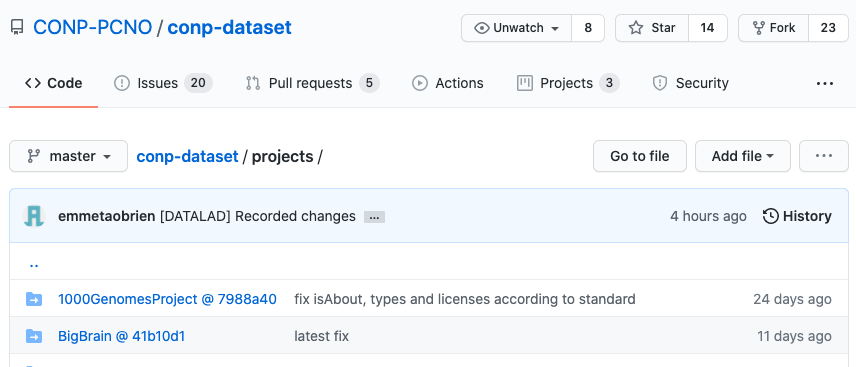 CONP-PCNO / conp-dataset Unwatch 8 Star 14 Fork 23
Code Issues 20 Pull requests 5 Actions Projects 3 Security ...
master conp-dataset / projects / Go to file Add file ...
emmetaobrien [DATALAD] Recorded changes ... 4 hours ago History
..
1000GenomesProject @ 7988a40 fix isAbout, types and licenses according to standard 24 days ago
BigBrain @ 41b10d1 latest fix 11 days ago